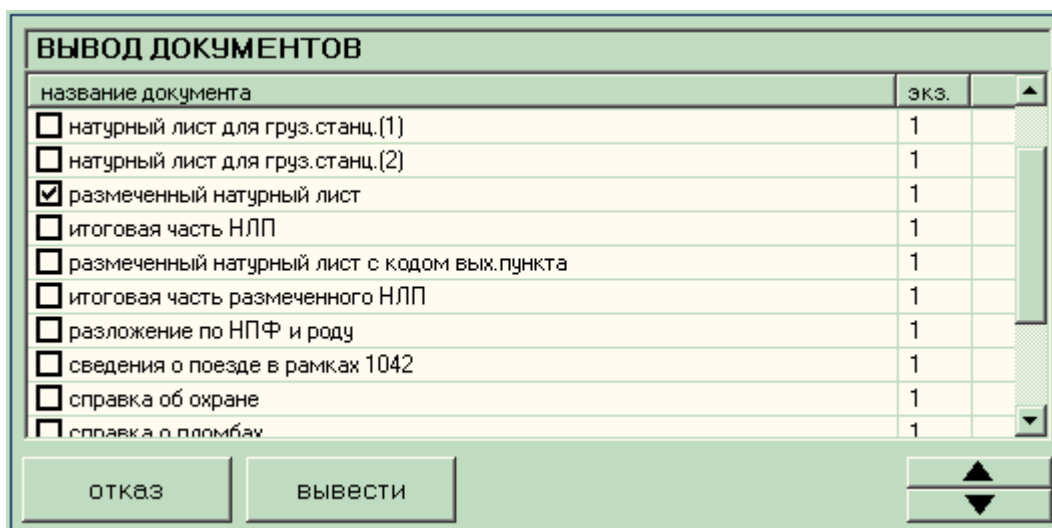 ВЫВОД ДОКУМЕНТОВ
название документа экз.
натурный лист для груз.станц.(1) 1
натурный лист для груз.станц.(2) 1
размеченный натурный лист 1
итоговая часть НЛП 1
размеченный натурный лист с кодом вых.пункта 1
итоговая часть размеченного НЛП 1
разложение по НПФ и роду 1
сведения о поезде в рамках 1042 1
справка об охране 1
справка о пломбах 1
отказ вывести